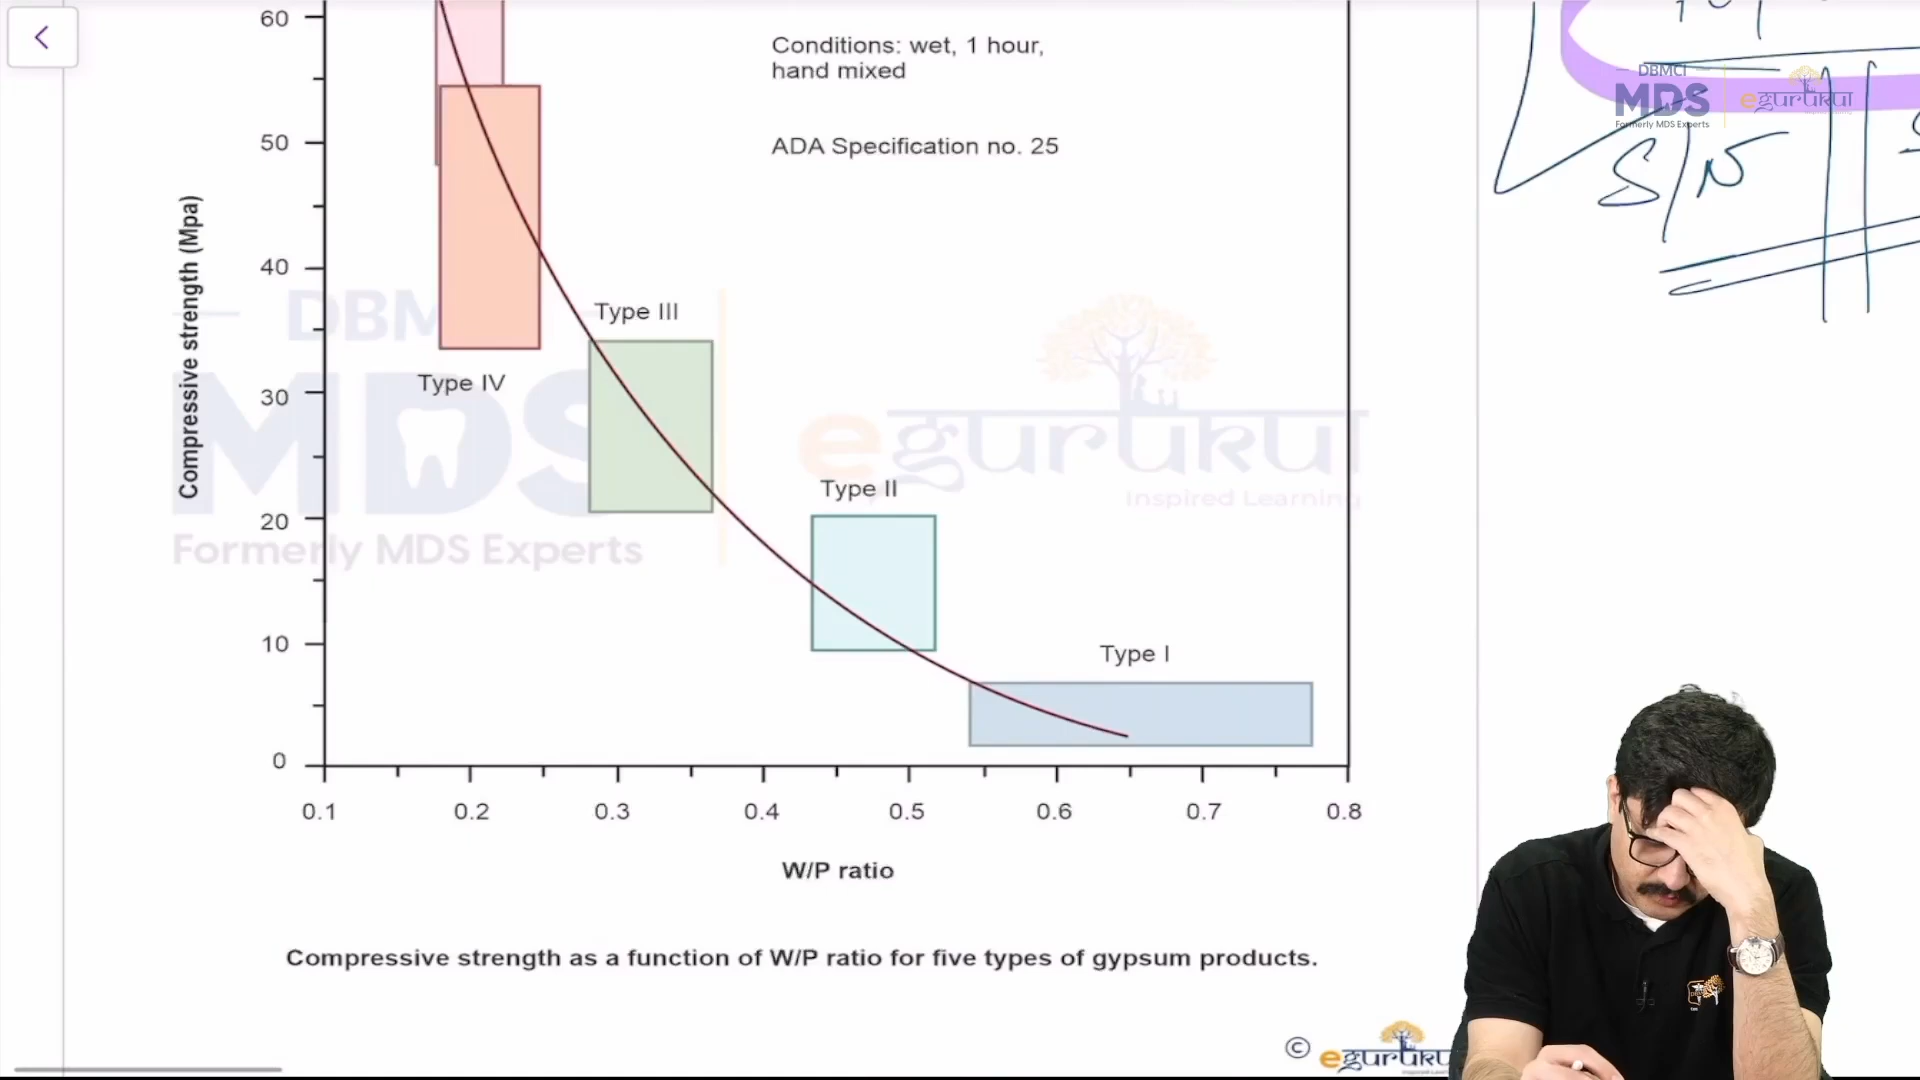 60
50
40
30
20
10
0
Compressive strength (Mpa)
Conditions: wet, 1 hour,
hand mixed
ADA Specification no. 25
Type III
Type IV
Type II
Type I
0.1 0.2 0.3 0.4 0.5 0.6 0.7 0.8
W/P ratio
Compressive strength as a function of W/P ratio for five types of gypsum products.
DBMCI
MDS
Formerly MDS Experts
egurukul
S/N
DBM
MDS
Formerly MDS Experts
egurukul
Inspired Learning
© egurukul